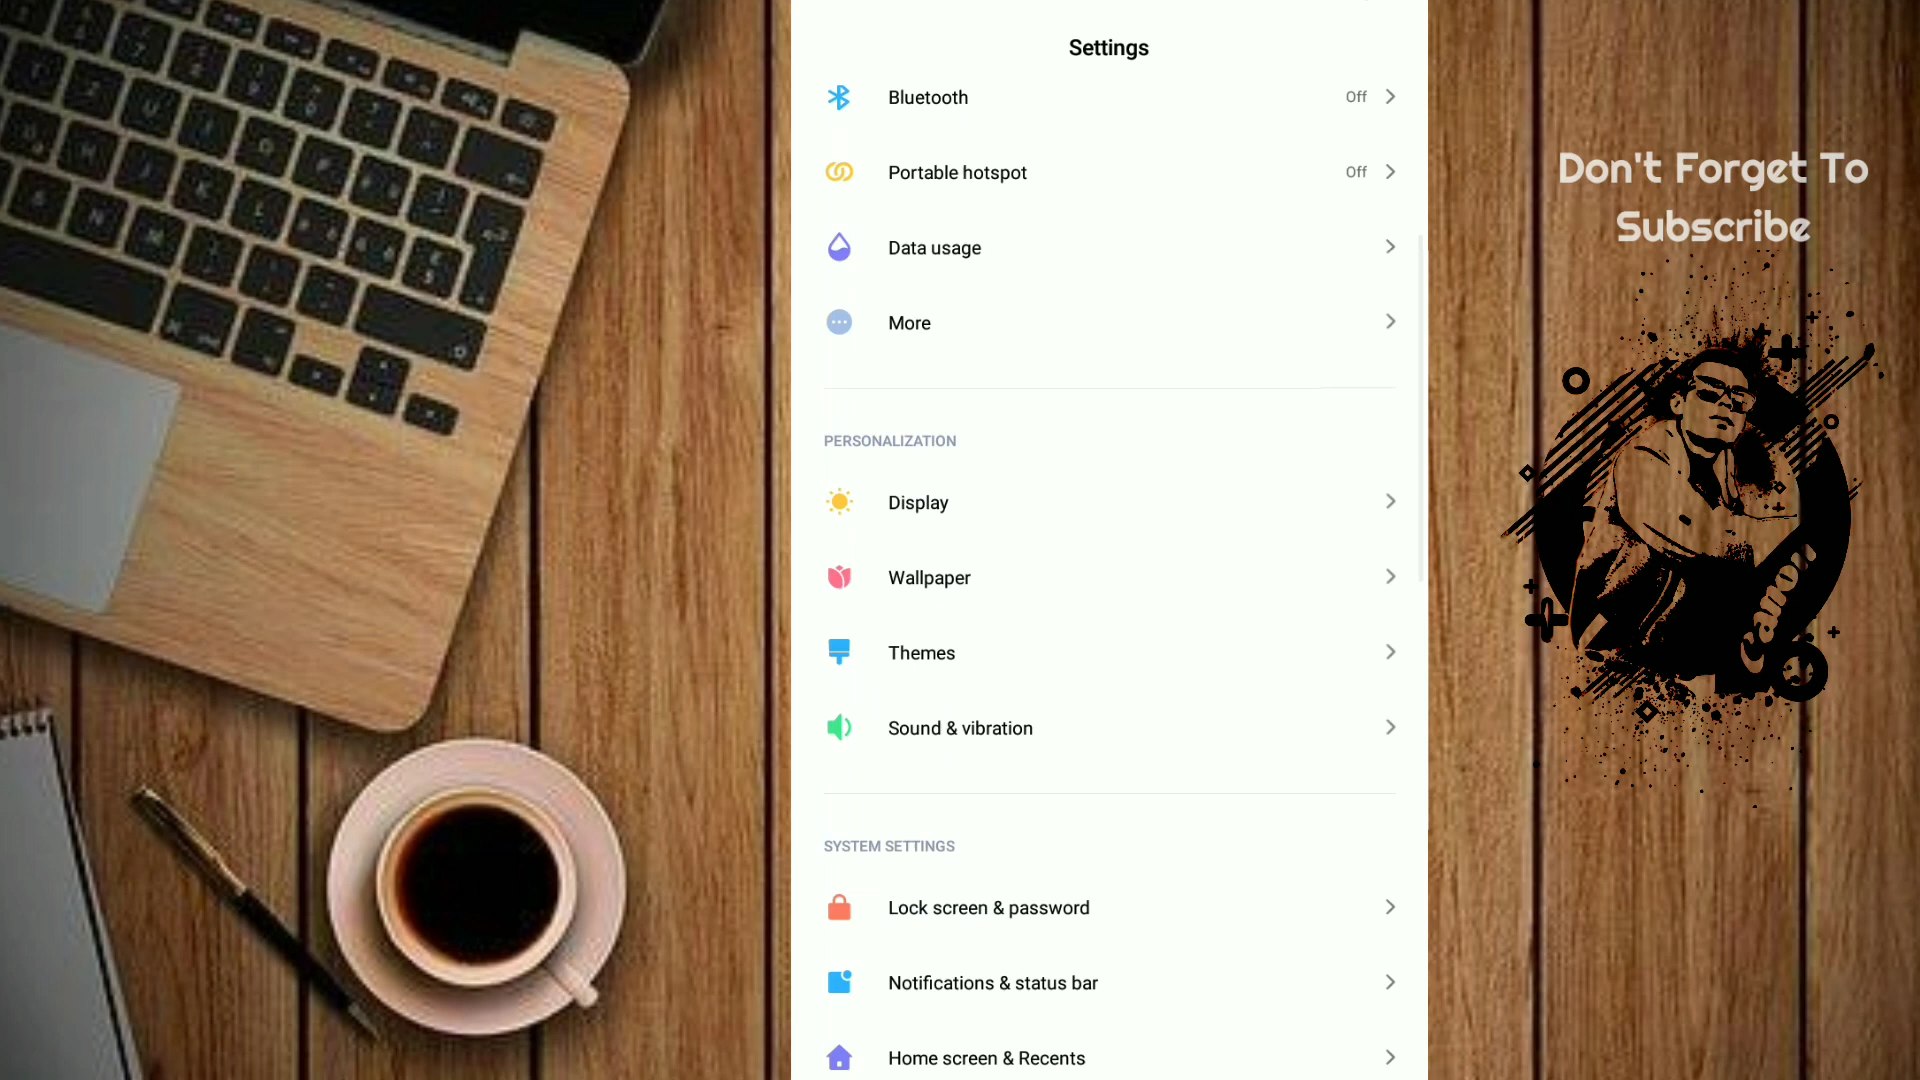 Settings
Bluetooth Off
Portable hotspot Off
Data usage
More
PERSONALIZATION
Display
Wallpaper
Themes
Sound & vibration
SYSTEM SETTINGS
Lock screen & password
Notifications & status bar
Home screen & Recents
Don't Forget To
Subscribe
Canon